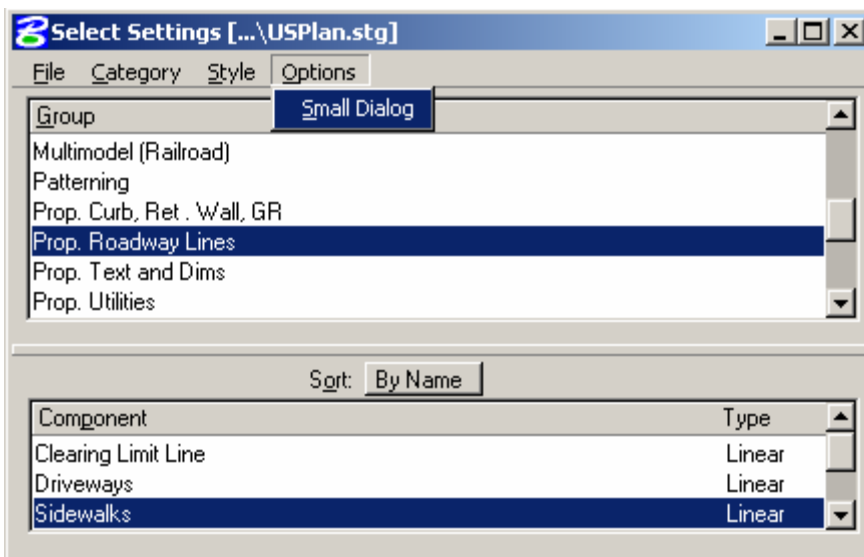 Select Settings [...\USPlan.stg]
File Category Style Options
Small Dialog
Group
Multimodel (Railroad)
Patterning
Prop. Curb, Ret . Wall, GR
Prop. Roadway Lines
Prop. Text and Dims
Prop. Utilities
Sort: By Name
Component Type
Clearing Limit Line Linear
Driveways Linear
Sidewalks Linear